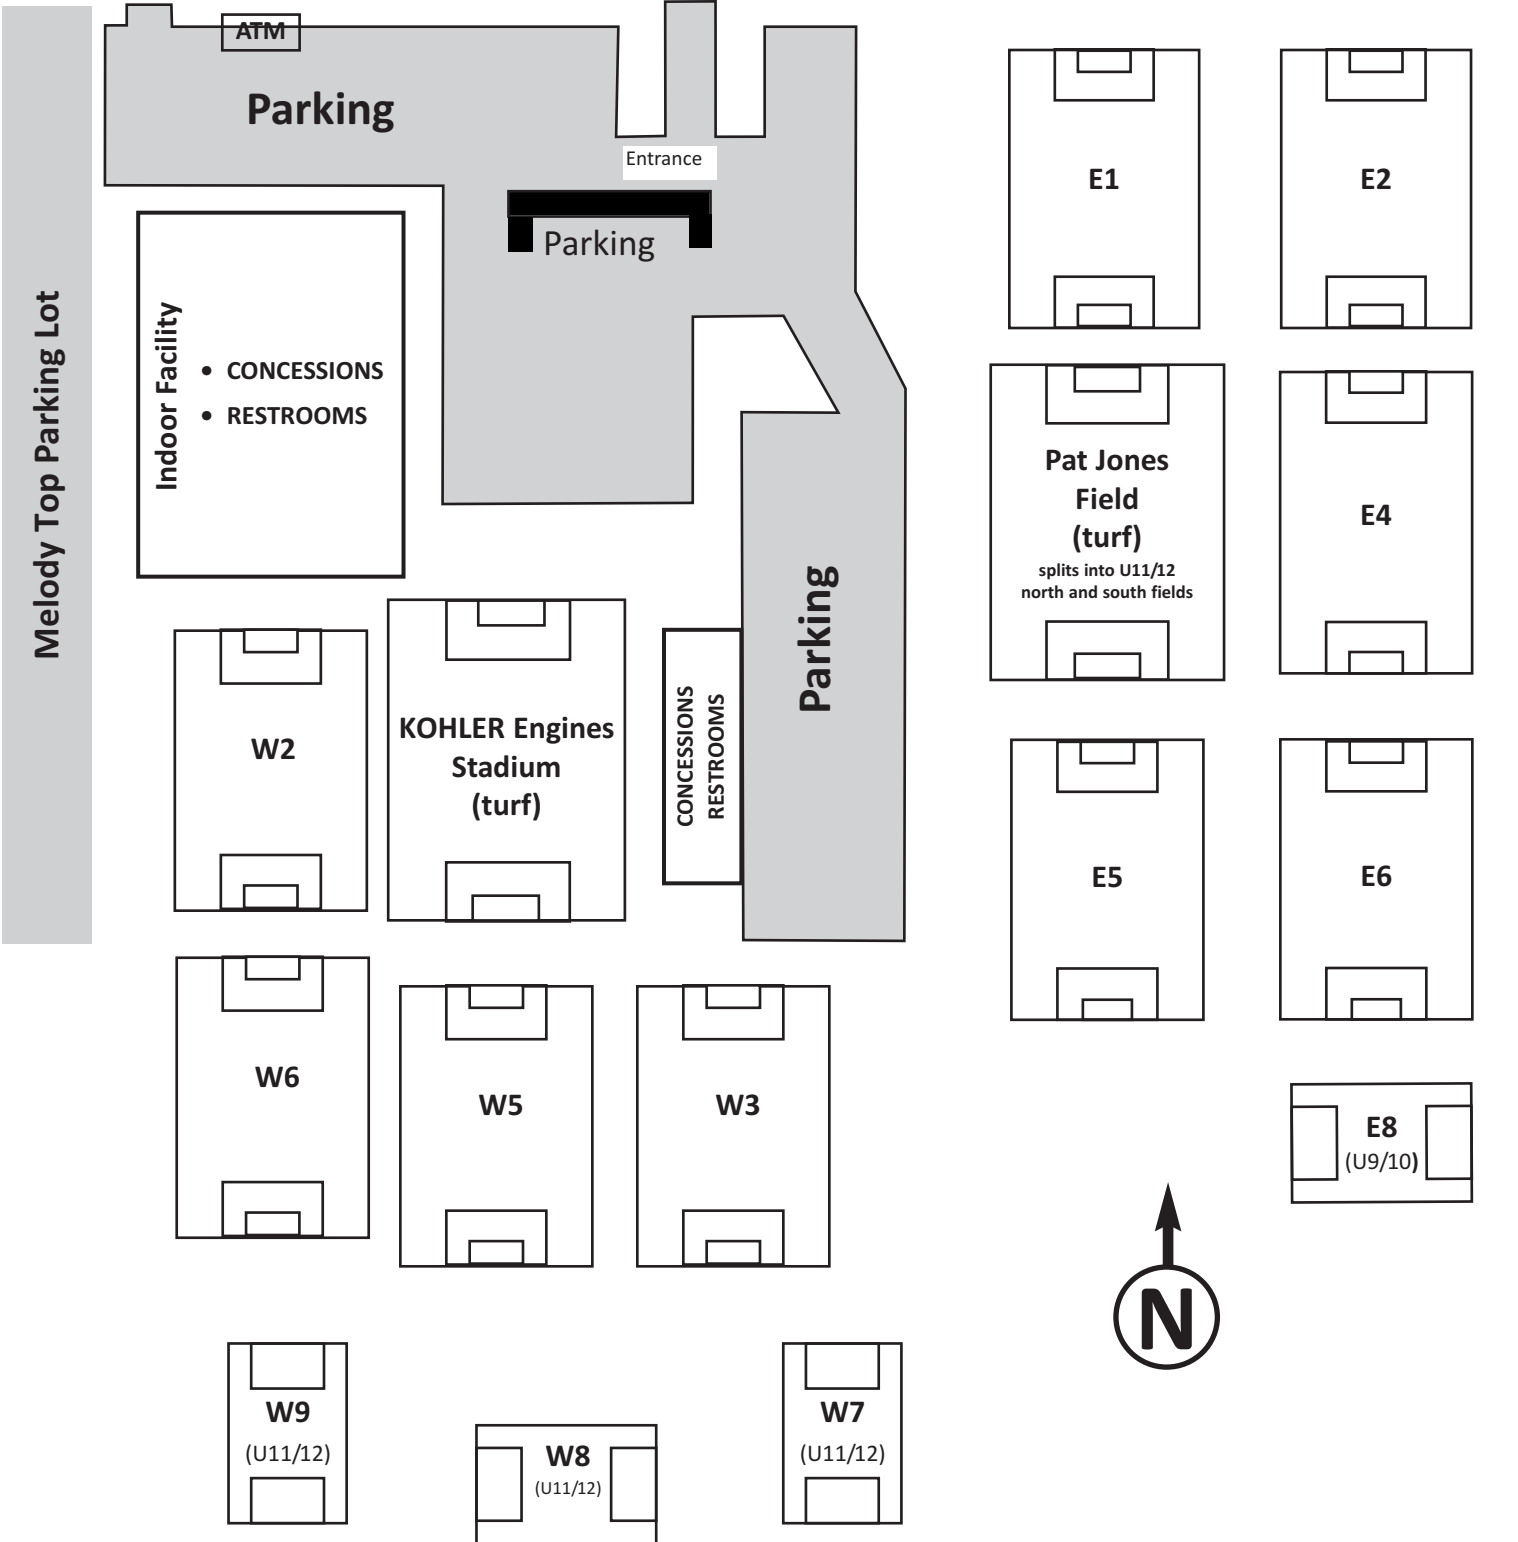 ATM
Parking
Entrance
Parking
E1
E2
Melody Top Parking Lot
Indoor Facility
• CONCESSIONS
• RESTROOMS
Pat Jones
Field
(turf)
splits into U11/12
north and south fields
E4
Parking
W2
KOHLER Engines
Stadium
(turf)
CONCESSIONS
RESTROOMS
E5
E6
W6
W5
W3
E8
(U9/10)
N
W9
(U11/12)
W8
(U11/12)
W7
(U11/12)